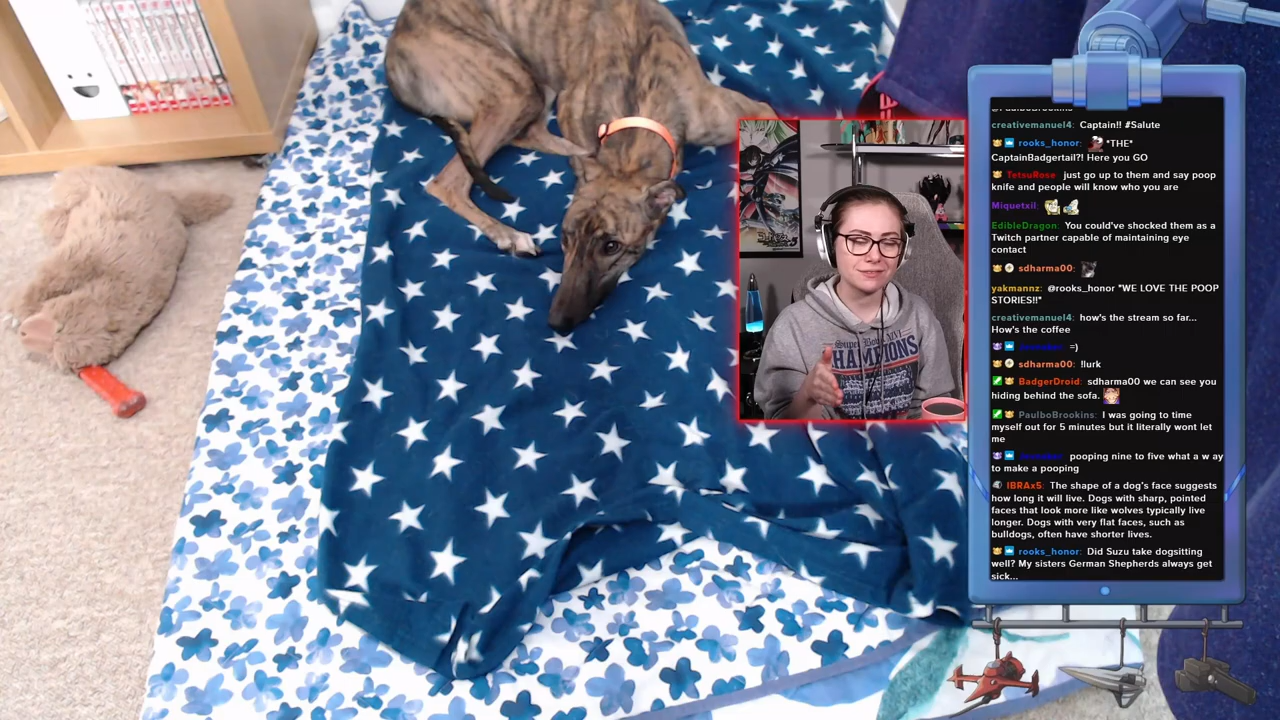 creativemanuel4: Captain!! #Salute
rooks_honor: *THE*
CaptainBadgertail?! Here you GO
TetsuRose just go up to them and say poop
knife and people will know who you are
Miquetxil:
EdibleDragon: You could've shocked them as a
Twitch partner capable of maintaining eye
contact
sdharma00:
yakmannz: @rooks_honor "WE LOVE THE POOP
STORIES!!"
creativemanuel4: how's the stream so far...
How's the coffee
=)
sdharma00: !lurk
BadgerDroid: sdharma00 we can see you
hiding behind the sofa.
PaulboBrookins: I was going to time
myself out for 5 minutes but it literally wont let
me
pooping nine to five what a w ay
to make a pooping
IBRAx5: The shape of a dog's face suggests
how long it will live. Dogs with sharp, pointed
faces that look more like wolves typically live
longer. Dogs with very flat faces, such as
bulldogs, often have shorter lives.
rooks_honor: Did Suzu take dogsitting
well? My sisters German Shepherds always get
sick...
Super Bowl XVI
CHAMPIONS